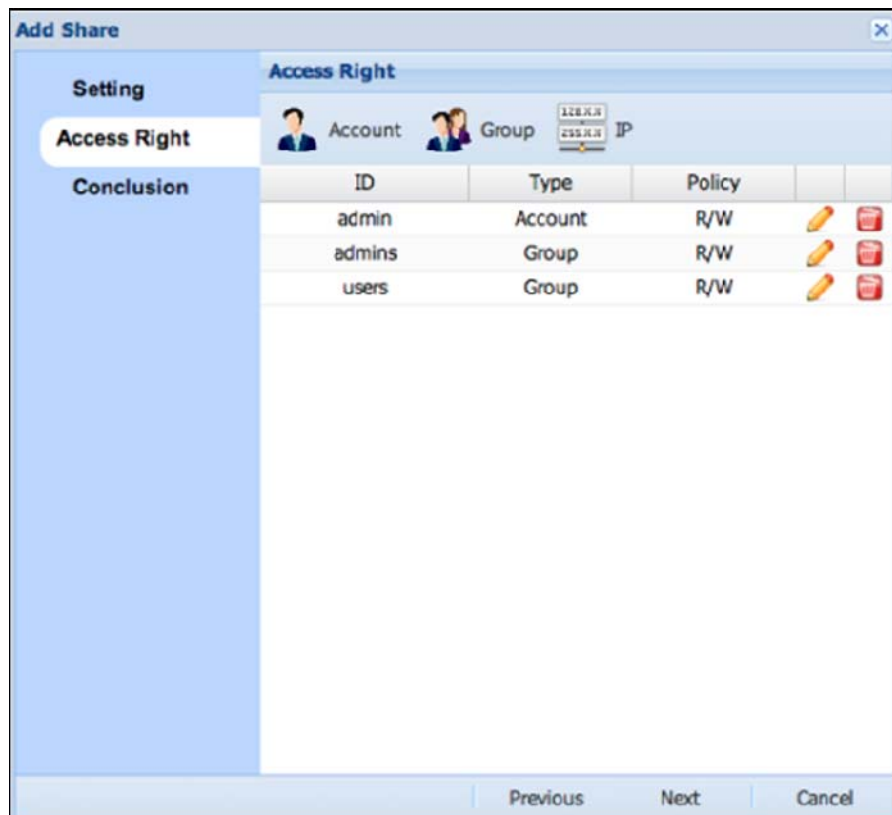 Add Share
Setting
Access Right
Conclusion
Access Right
Account Group IP
ID Type Policy
admin Account R/W
admins Group R/W
users Group R/W
Previous Next Cancel